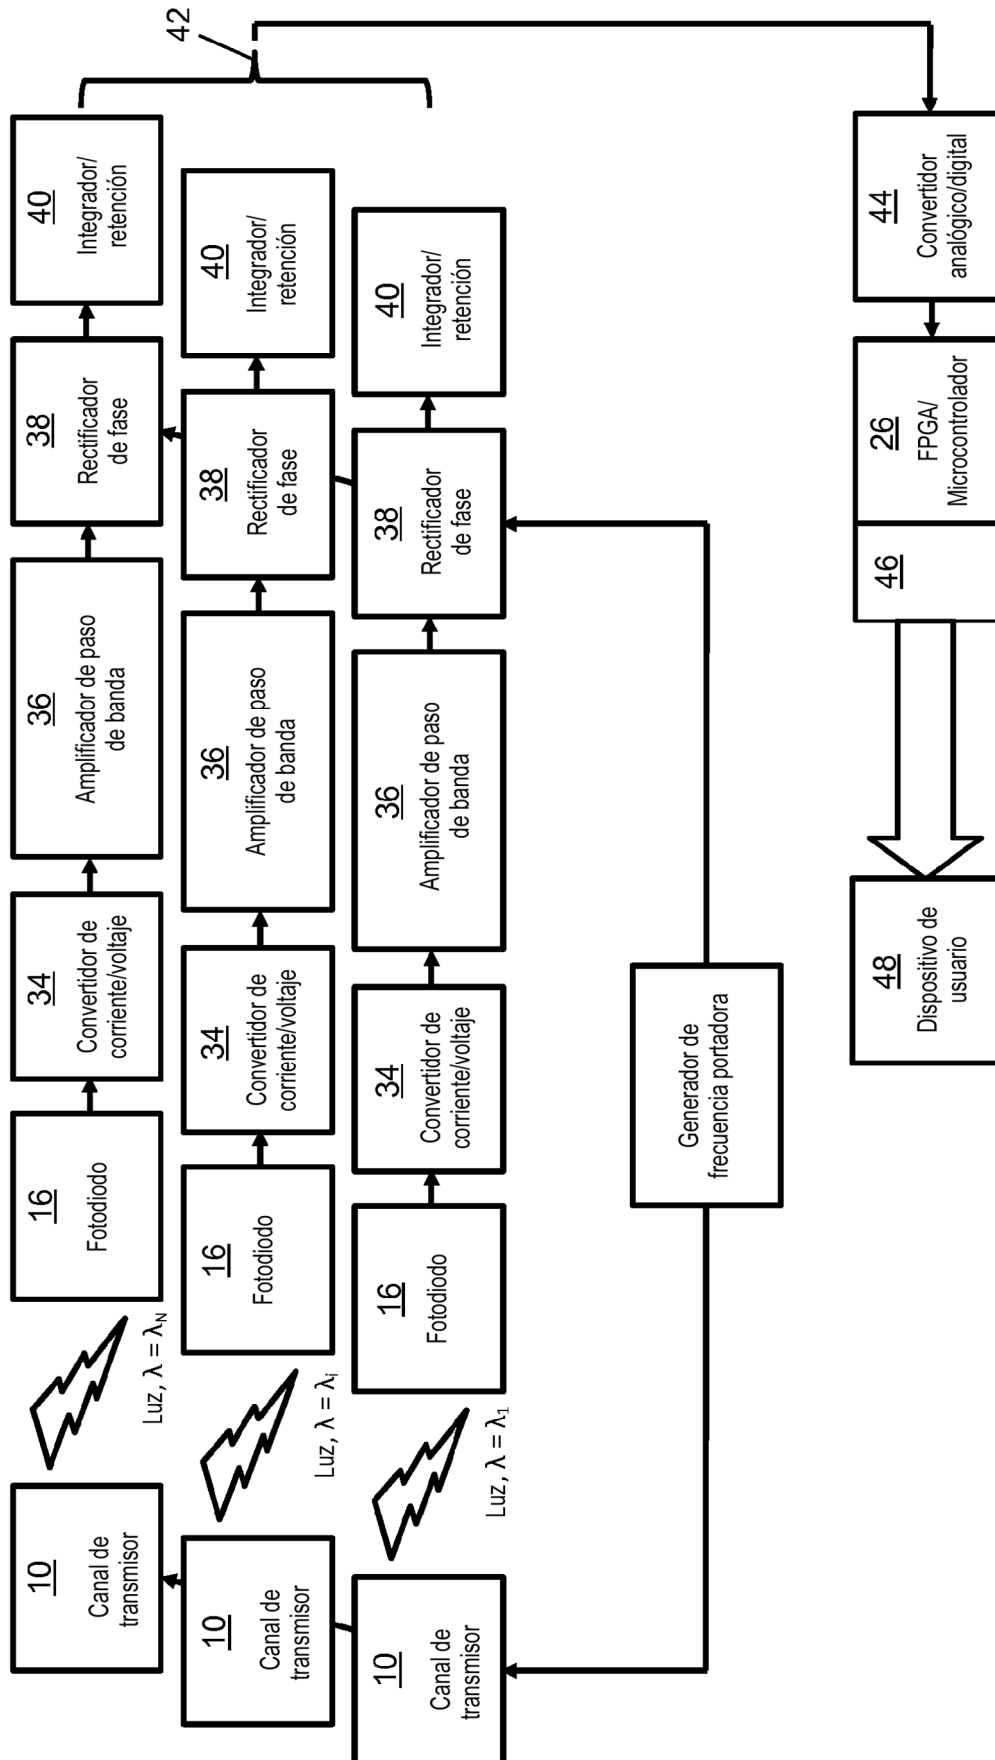 10
Canal de
transmisor
Luz, λ = λN
16
Fotodiodo
34
Convertidor de
corriente/voltaje
36
Amplificador de paso
de banda
38
Rectificador
de fase
40
Integrador/
retención
42
10
Canal de
transmisor
Luz, λ = λi
16
Fotodiodo
34
Convertidor de
corriente/voltaje
36
Amplificador de paso
de banda
38
Rectificador
de fase
40
Integrador/
retención
10
Canal de
transmisor
Luz, λ = λ1
16
Fotodiodo
34
Convertidor de
corriente/voltaje
36
Amplificador de paso
de banda
38
Rectificador
de fase
40
Integrador/
retención
Generador de
frecuencia portadora
48
Dispositivo de
usuario
46
26
FPGA/
Microcontrolador
44
Convertidor
analógico/digital